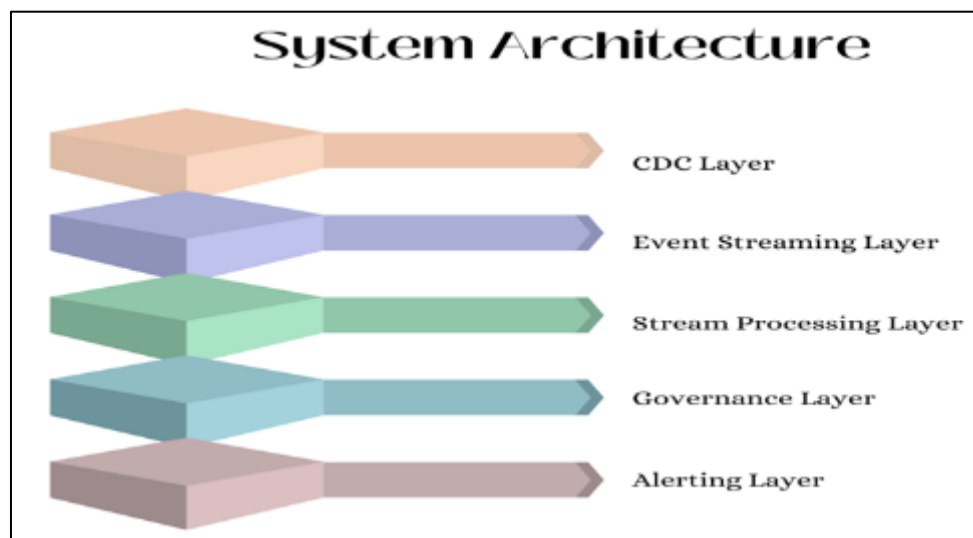 System Architecture
CDC Layer
Event Streaming Layer
Stream Processing Layer
Governance Layer
Alerting Layer